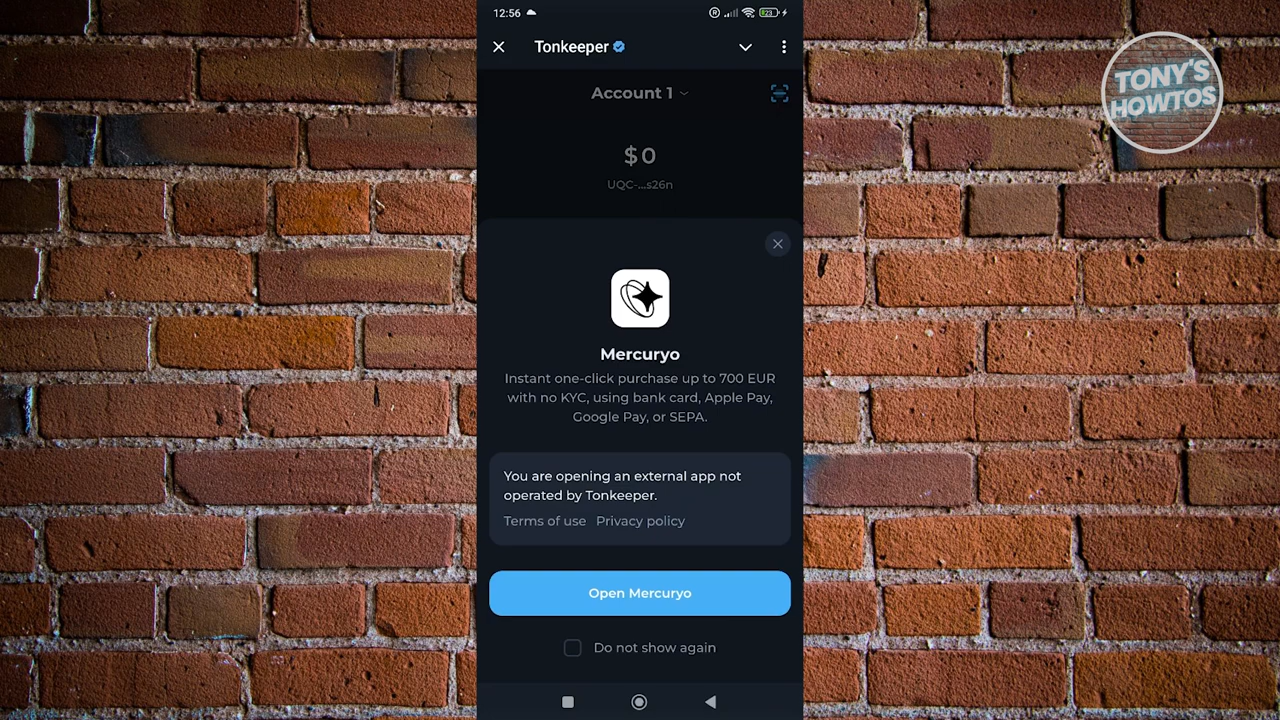 12:56
23
Tonkeeper
TONY'S
HOWTOS
Account 1
$0
UQC-...s26n
Mercuryo
Instant one-click purchase up to 700 EUR
with no KYC, using bank card, Apple Pay,
Google Pay, or SEPA.
You are opening an external app not
operated by Tonkeeper.
Terms of use Privacy policy
Open Mercuryo
Do not show again